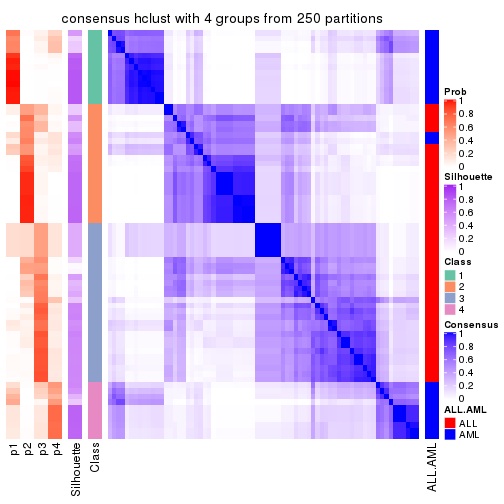 consensus hclust with 4 groups from 250 partitions
p1
p2
p3
p4
Silhouette
Class
ALL.AML
Prob
1
0.8
0.6
0.4
0.2
0
Silhouette
1
0.8
0.6
0.4
0.2
0
Class
1
2
3
4
Consensus
1
0.8
0.6
0.4
0.2
0
ALL.AML
ALL
AML